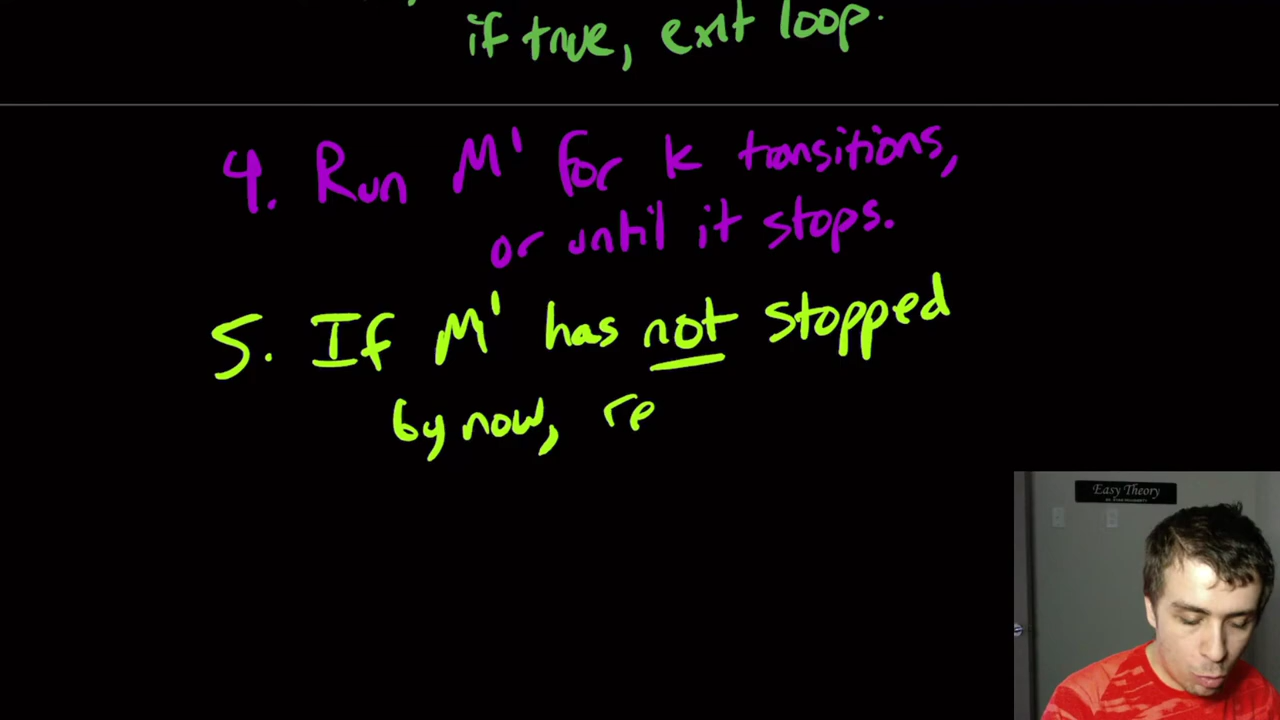 if true, exit loop.
4. Run M' for k transitions,
or until it stops.
5. If M' has not stopped
by now, re
Easy Theory